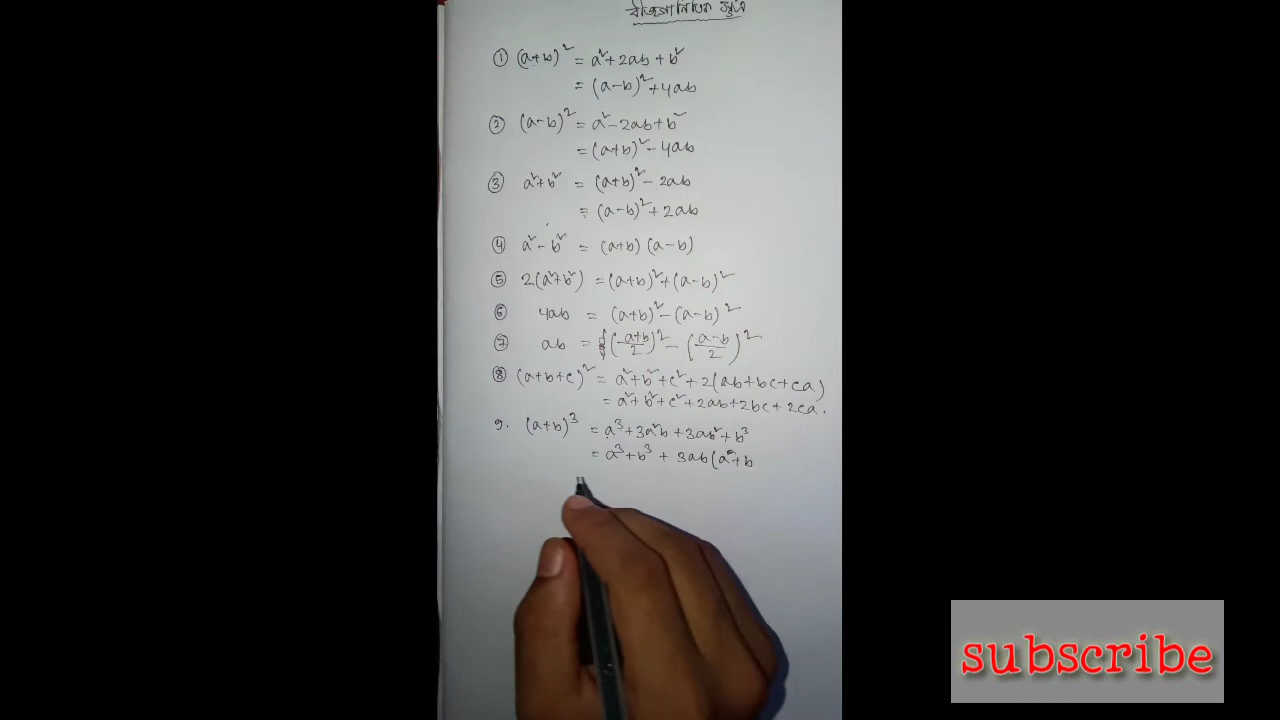 বীজগানিতিক সুত্র
① (a+b)² = a²+2ab+b²
= (a-b)²+4ab
② (a-b)² = a²-2ab+b²
= (a+b)²-4ab
③ a²+b² = (a+b)²-2ab
= (a-b)²+2ab
④ a²-b² = (a+b)(a-b)
⑤ 2(a²+b²) = (a+b)²+(a-b)²
⑥ 4ab = (a+b)²-(a-b)²
⑦ ab = (a+b/2)² - (a-b/2)²
⑧ (a+b+c)² = a²+b²+c²+2(ab+bc+ca)
= a²+b²+c²+2ab+2bc+2ca.
৯. (a+b)³ = a³+3a²b+3ab²+b³
= a³+b³+3ab(a²+b
subscribe